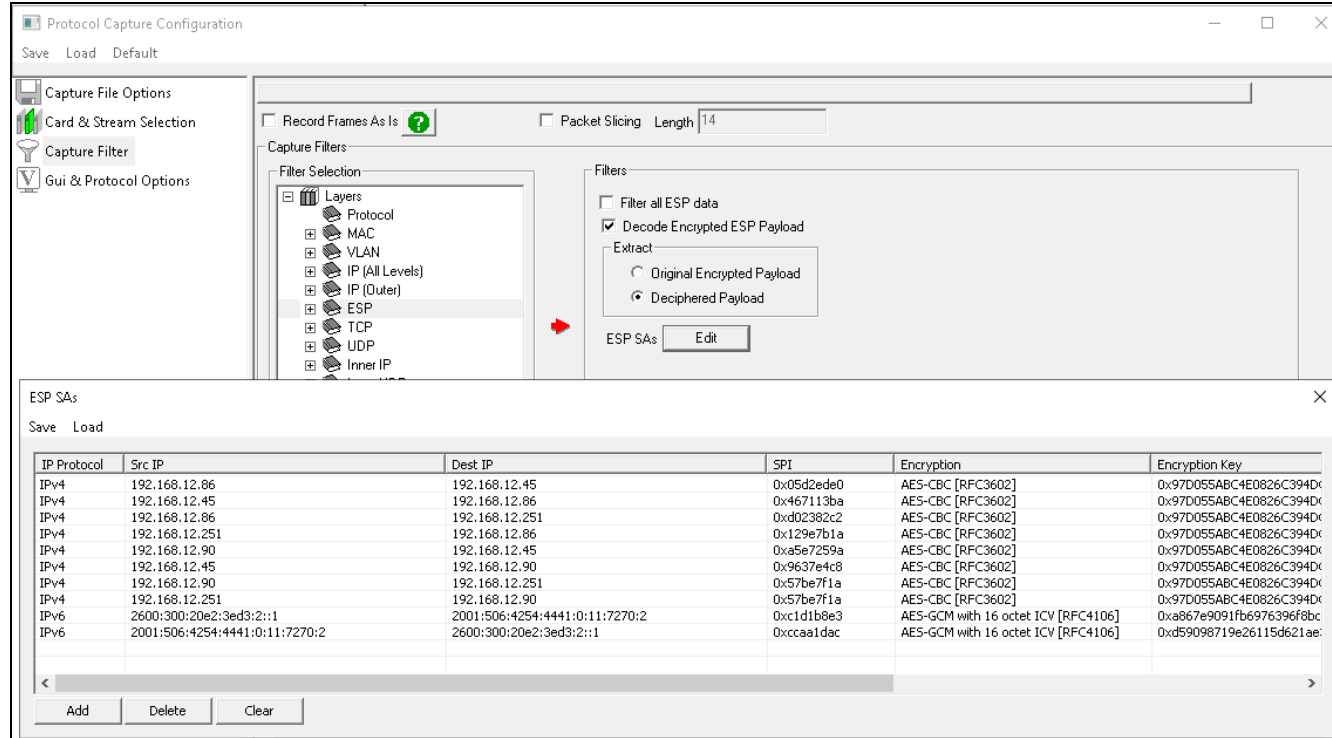 Protocol Capture Configuration
Save Load Default
Capture File Options
Card & Stream Selection
Capture Filter
Gui & Protocol Options
Record Frames As Is
Packet Slicing Length 14
Capture Filters
Filter Selection
Layers
Protocol
MAC
VLAN
IP (All Levels)
IP (Outer)
ESP
TCP
UDP
Inner IP
Filters
Filter all ESP data
Decode Encrypted ESP Payload
Extract
Original Encrypted Payload
Deciphered Payload
ESP SAs Edit
ESP SAs
Save Load
IP Protocol Src IP Dest IP SPI Encryption Encryption Key
IPv4 192.168.12.86 192.168.12.45 0x05d2ede0 AES-CBC [RFC3602] 0x97D055ABC4E0826C394D
IPv4 192.168.12.45 192.168.12.86 0x467113ba AES-CBC [RFC3602] 0x97D055ABC4E0826C394D
IPv4 192.168.12.86 192.168.12.251 0xd02382c2 AES-CBC [RFC3602] 0x97D055ABC4E0826C394D
IPv4 192.168.12.251 192.168.12.86 0x129e7b1a AES-CBC [RFC3602] 0x97D055ABC4E0826C394D
IPv4 192.168.12.90 192.168.12.45 0xa5e7259a AES-CBC [RFC3602] 0x97D055ABC4E0826C394D
IPv4 192.168.12.45 192.168.12.90 0x9637e4c8 AES-CBC [RFC3602] 0x97D055ABC4E0826C394D
IPv4 192.168.12.90 192.168.12.251 0x57be7f1a AES-CBC [RFC3602] 0x97D055ABC4E0826C394D
IPv4 192.168.12.251 192.168.12.90 0x57be7f1a AES-CBC [RFC3602] 0x97D055ABC4E0826C394D
IPv6 2600:300:20e2:3ed3:2::1 2001:506:4254:4441:0:11:7270:2 0xc1d1b8e3 AES-GCM with 16 octet ICV [RFC4106] 0xa867e9091fb6976396f8bc
IPv6 2001:506:4254:4441:0:11:7270:2 2600:300:20e2:3ed3:2::1 0xccaa1dac AES-GCM with 16 octet ICV [RFC4106] 0xd59098719e26115d621ae
Add Delete Clear